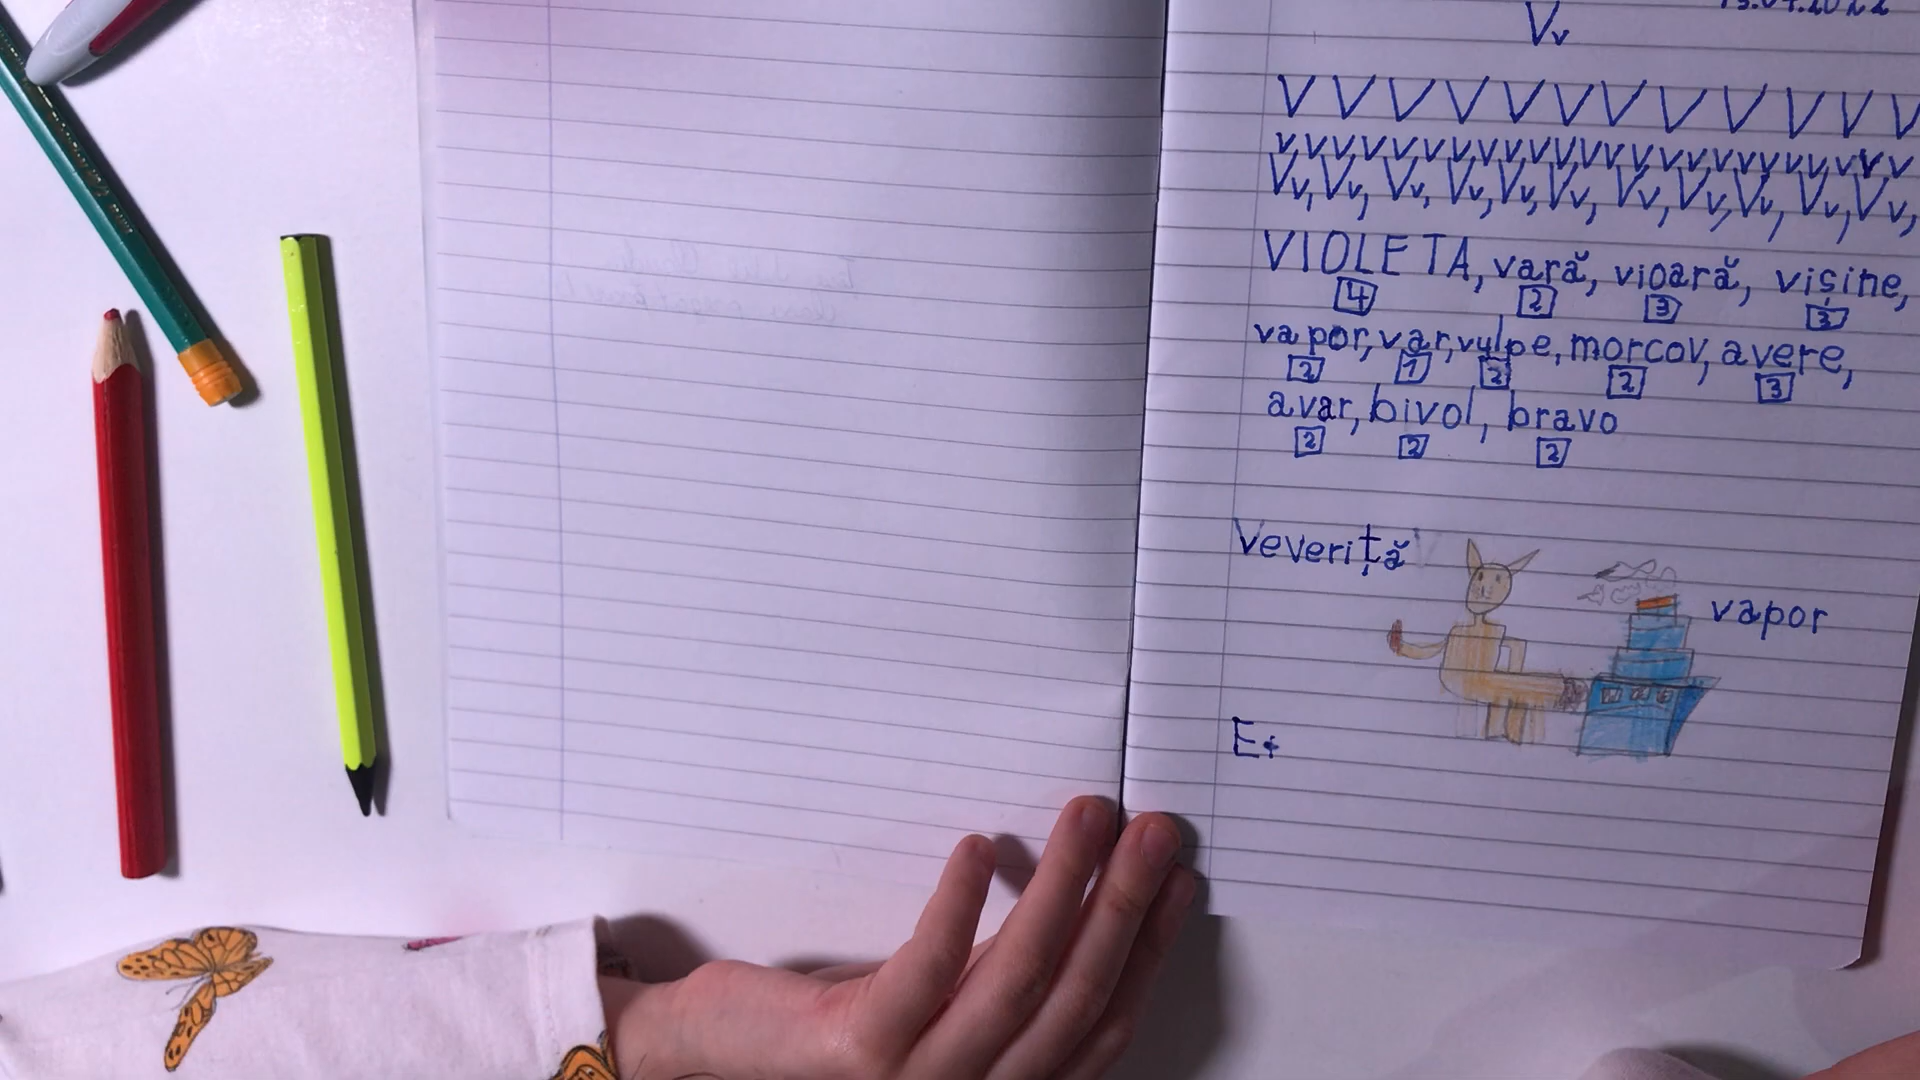 Vv
V V V V V V V V V V V V
v, v, v, v, v, v, v, v, v, v, v, v, v, v, v, v, v, v, v, v, v, v, v
Vv, Vv, Vv, Vv, Vv, Vv, Vv, Vv, Vv, Vv, Vv,
VIOLETA, vară, vioară, vișine,
4 2 3 3
vapor, var, vulpe, morcov, avere,
2 1 2 2 3
avar, bivol, bravo
2 2 2
Veveriță
vapor